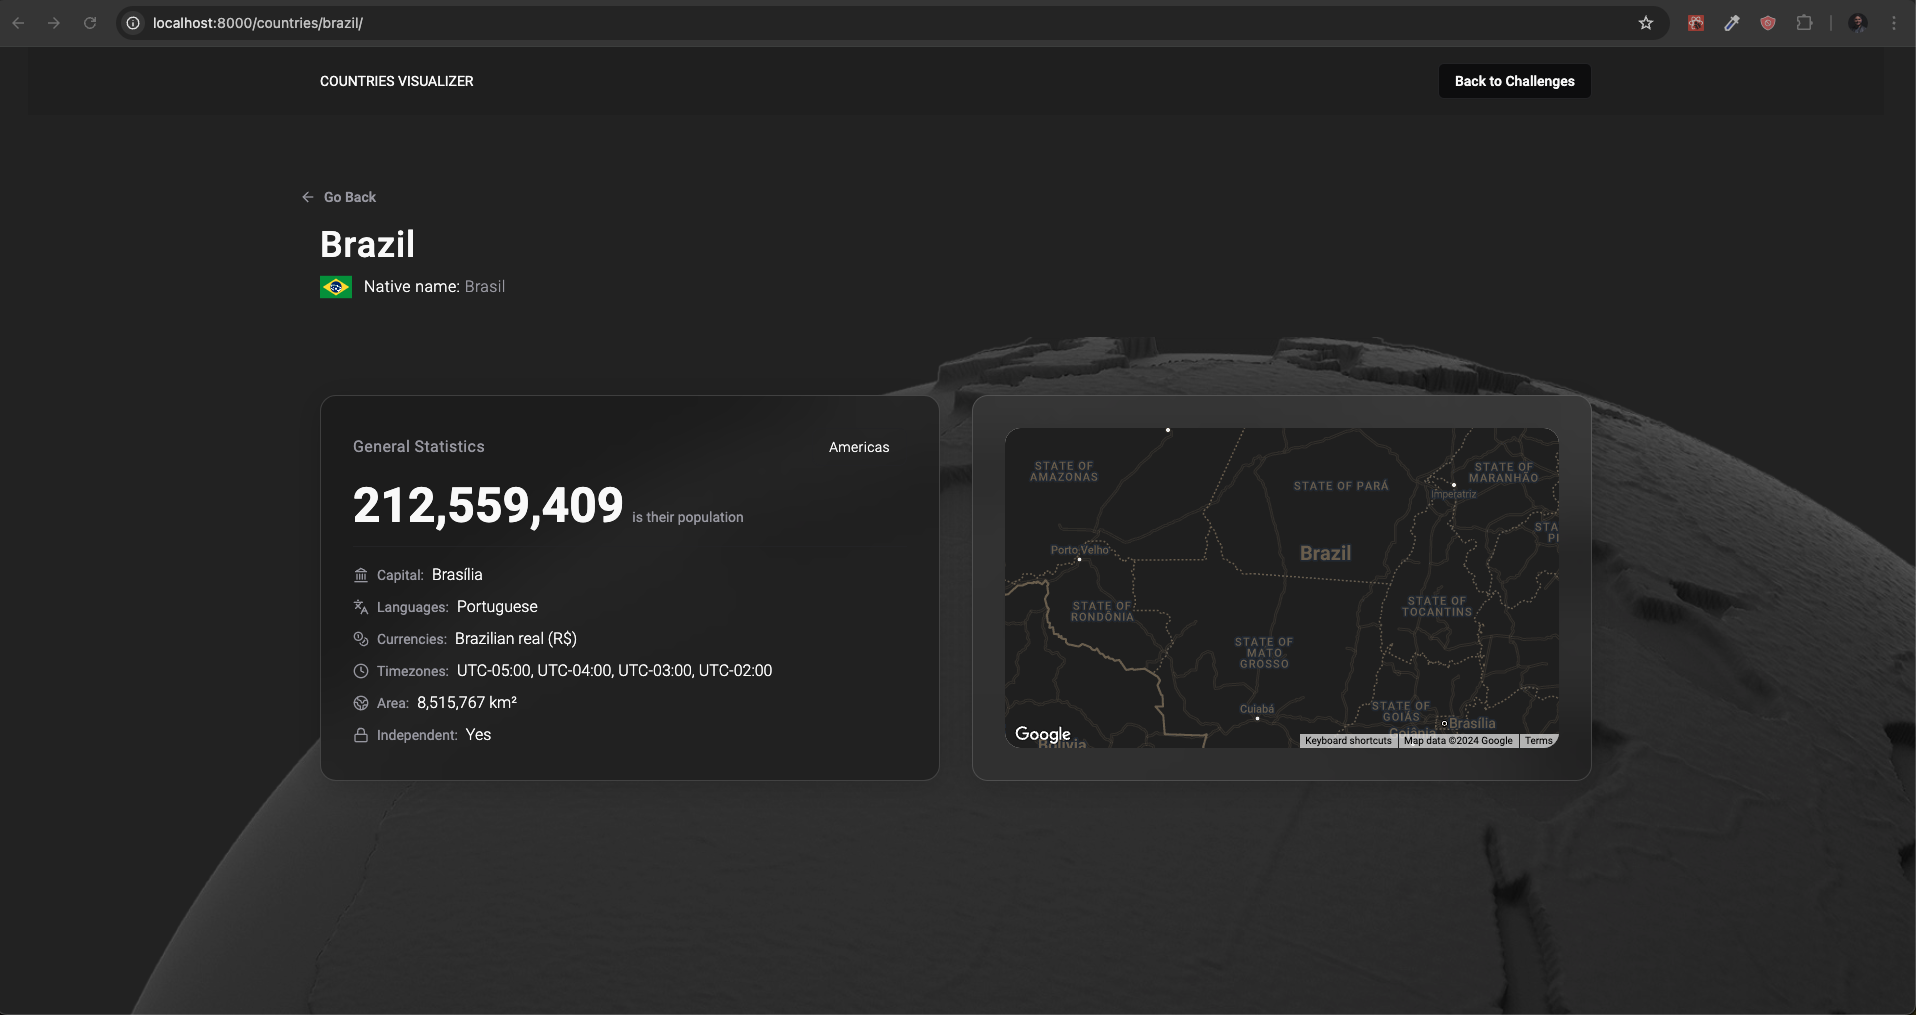 localhost:8000/countries/brazil/
COUNTRIES VISUALIZER
Back to Challenges
Go Back
Brazil
Native name: Brasil
General Statistics
Americas
212,559,409 is their population
Capital: Brasília
Languages: Portuguese
Currencies: Brazilian real (R$)
Timezones: UTC-05:00, UTC-04:00, UTC-03:00, UTC-02:00
Area: 8,515,767 km²
Independent: Yes
STATE OF
AMAZONAS
STATE OF PARÁ
STATE OF
MARANHÃO
Imperatriz
STA
PI
Porto Velho
Brazil
STATE OF
RONDÔNIA
STATE OF
TOCANTINS
STATE OF
MATO
GROSSO
Cuiabá
STATE OF
GOIÁS
Brasília
Goiânia
Google
Bolivia
Keyboard shortcuts
Map data ©2024 Google
Terms